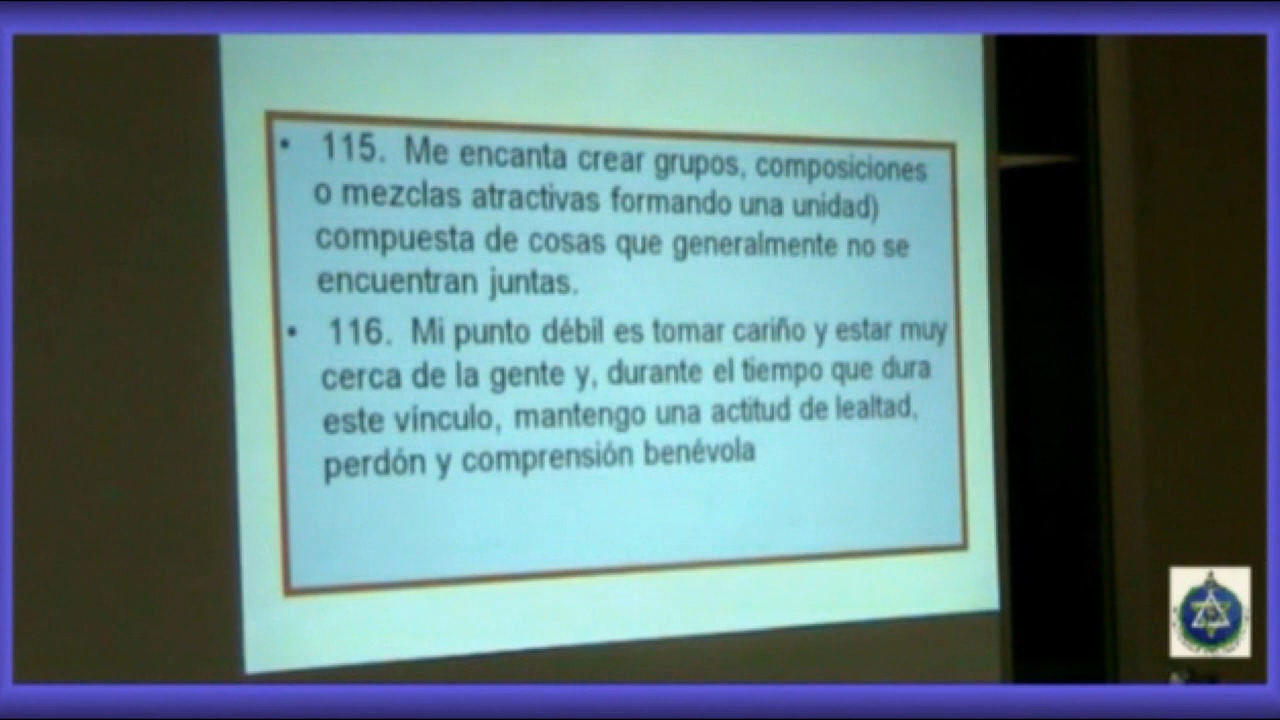 • 115. Me encanta crear grupos, composiciones
o mezclas atractivas formando una unidad)
compuesta de cosas que generalmente no se
encuentran juntas.
• 116. Mi punto débil es tomar cariño y estar muy
cerca de la gente y, durante el tiempo que dura
este vínculo, mantengo una actitud de lealtad,
perdón y comprensión benévola